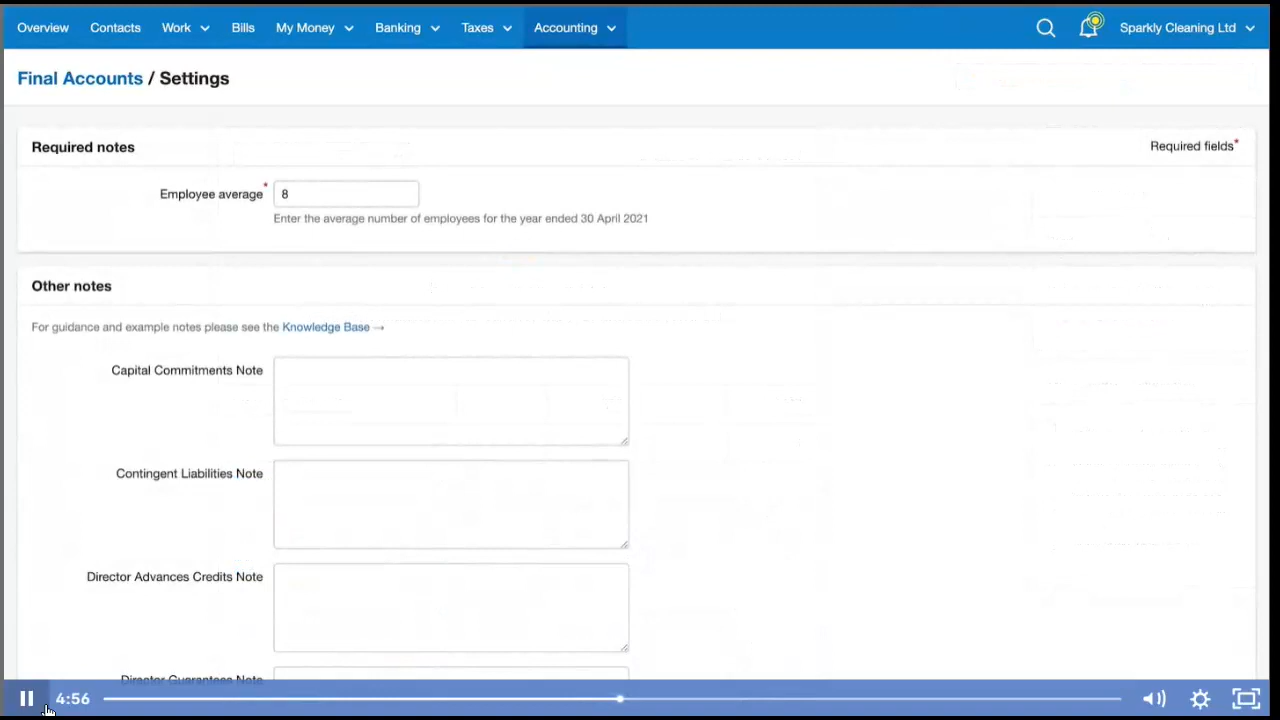 Overview Contacts Work Bills My Money Banking Taxes Accounting Sparkly Cleaning Ltd
Final Accounts / Settings
Required notes Required fields*
Employee average* 8
Enter the average number of employees for the year ended 30 April 2021
Other notes
For guidance and example notes please see the Knowledge Base →
Capital Commitments Note
Contingent Liabilities Note
Director Advances Credits Note
Director Guarantees Note
4:56